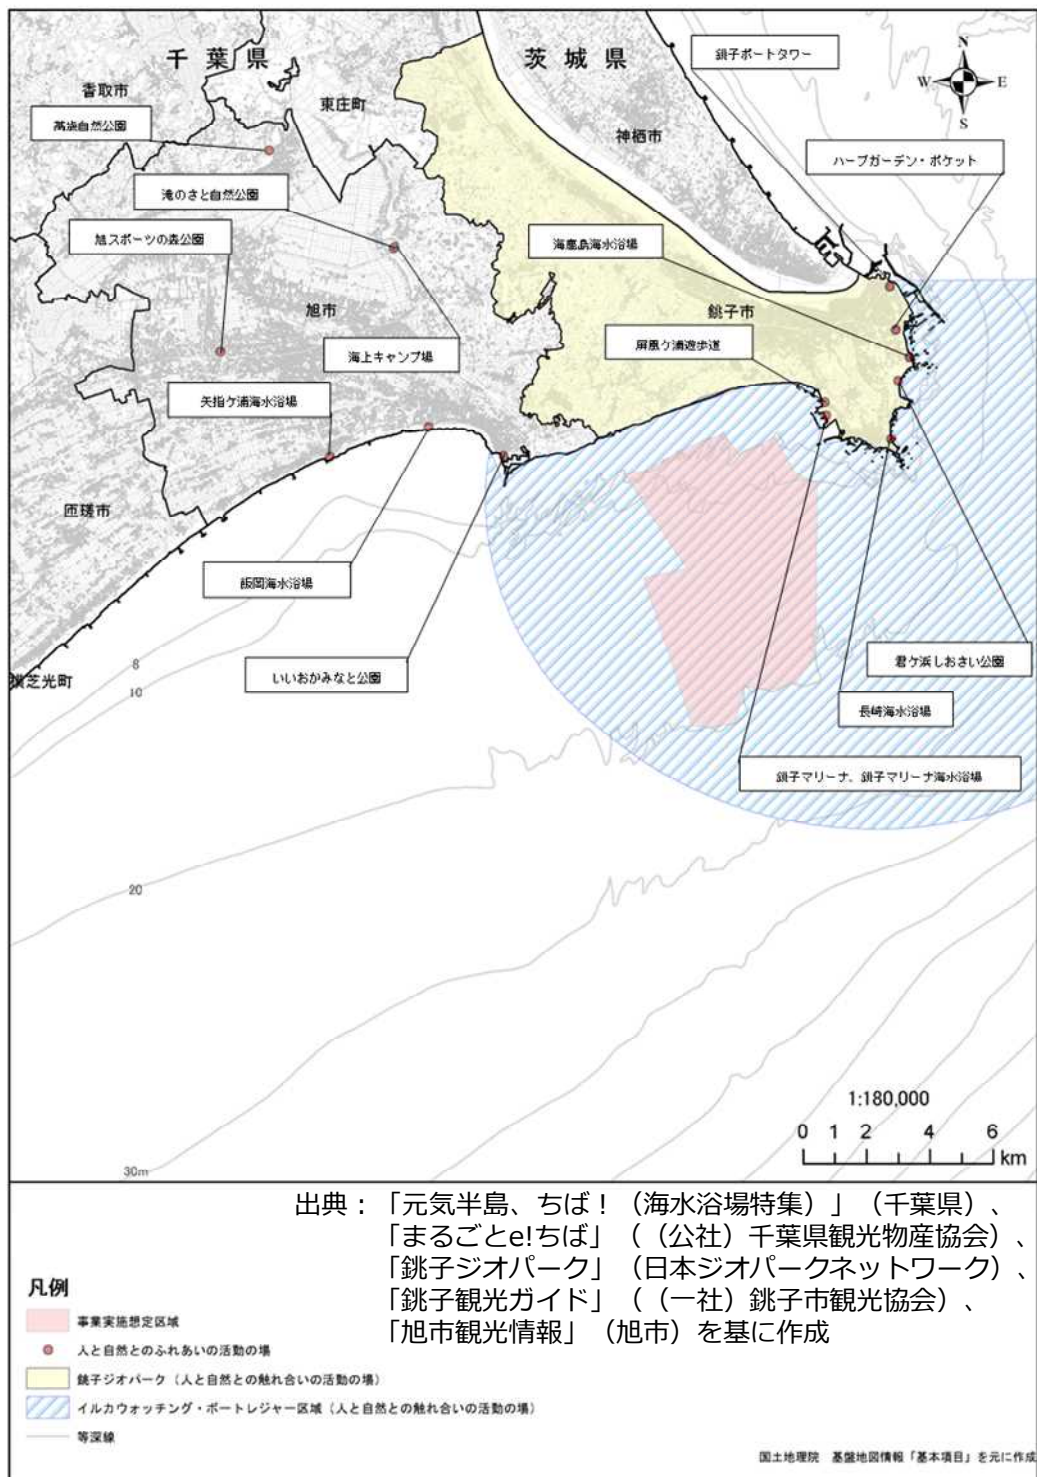 千葉県
茨城県
銚子ポートタワー
N
W
E
S
香取市
東庄町
神栖市
萬歳自然公園
ハーブガーデン・ポケット
滝のさと自然公園
旭スポーツの森公園
海鹿島海水浴場
旭市
銚子市
屏風ケ浦遊歩道
海上キャンプ場
矢指ケ浦海水浴場
匝瑳市
飯岡海水浴場
君ケ浜しおさい公園
いいおかみなと公園
横芝光町
8
10
長崎海水浴場
銚子マリーナ、銚子マリーナ海水浴場
20
30m
1:180,000
0 1 2 4 6
km
出典：「元気半島、ちば！（海水浴場特集）」（千葉県）、
「まるごとe!ちば」（（公社）千葉県観光物産協会）、
「銚子ジオパーク」（日本ジオパークネットワーク）、
「銚子観光ガイド」（（一社）銚子市観光協会）、
「旭市観光情報」（旭市）を基に作成
凡例
事業実施想定区域
人と自然とのふれあいの活動の場
銚子ジオパーク（人と自然との触れ合いの活動の場）
イルカウォッチング・ボートレジャー区域（人と自然との触れ合いの活動の場）
等深線
国土地理院　基盤地図情報「基本項目」を元に作成